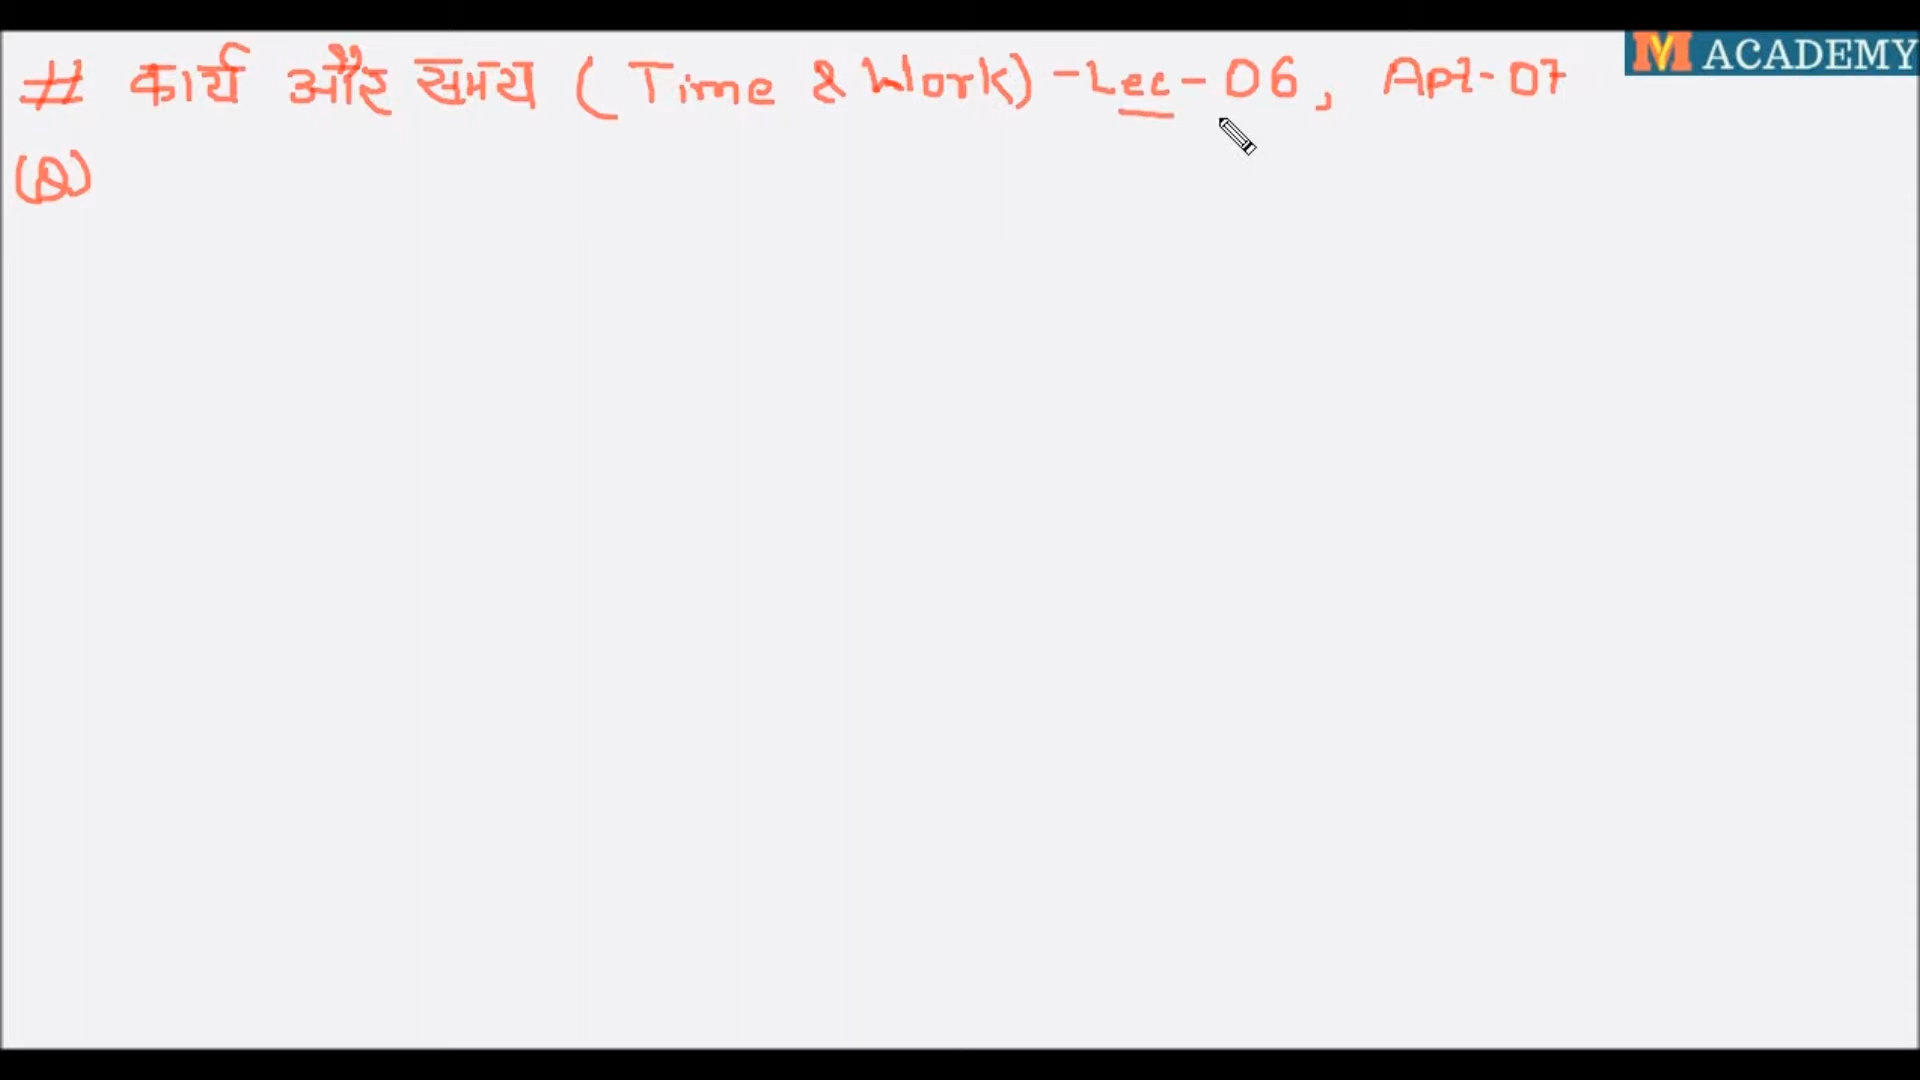 # कार्य और समय (Time & Work) - Lec - 06, Apt-07
M ACADEMY
(Q)